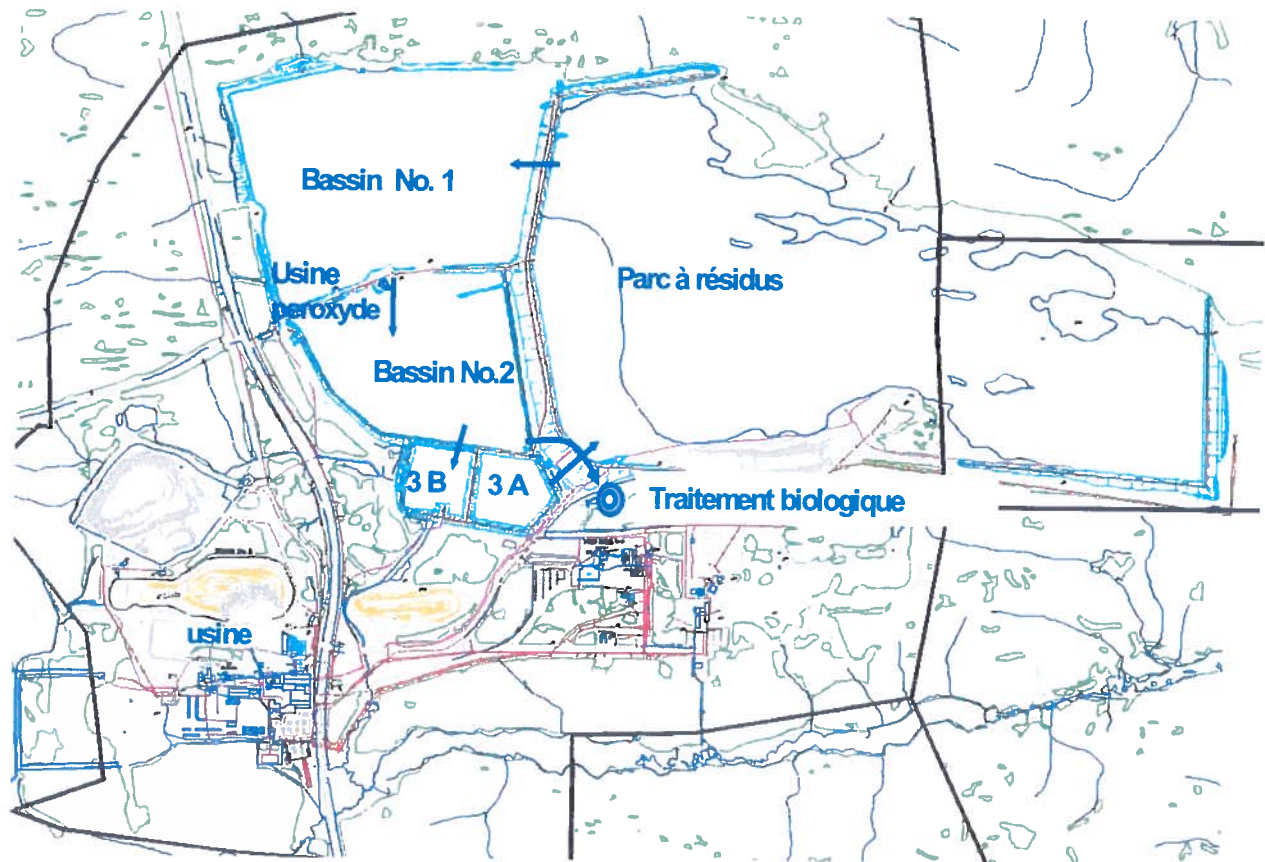 Bassin No. 1
Usine
peroxyde
Parc à résidus
Bassin No.2
3 B
3 A
Traitement biologique
usine